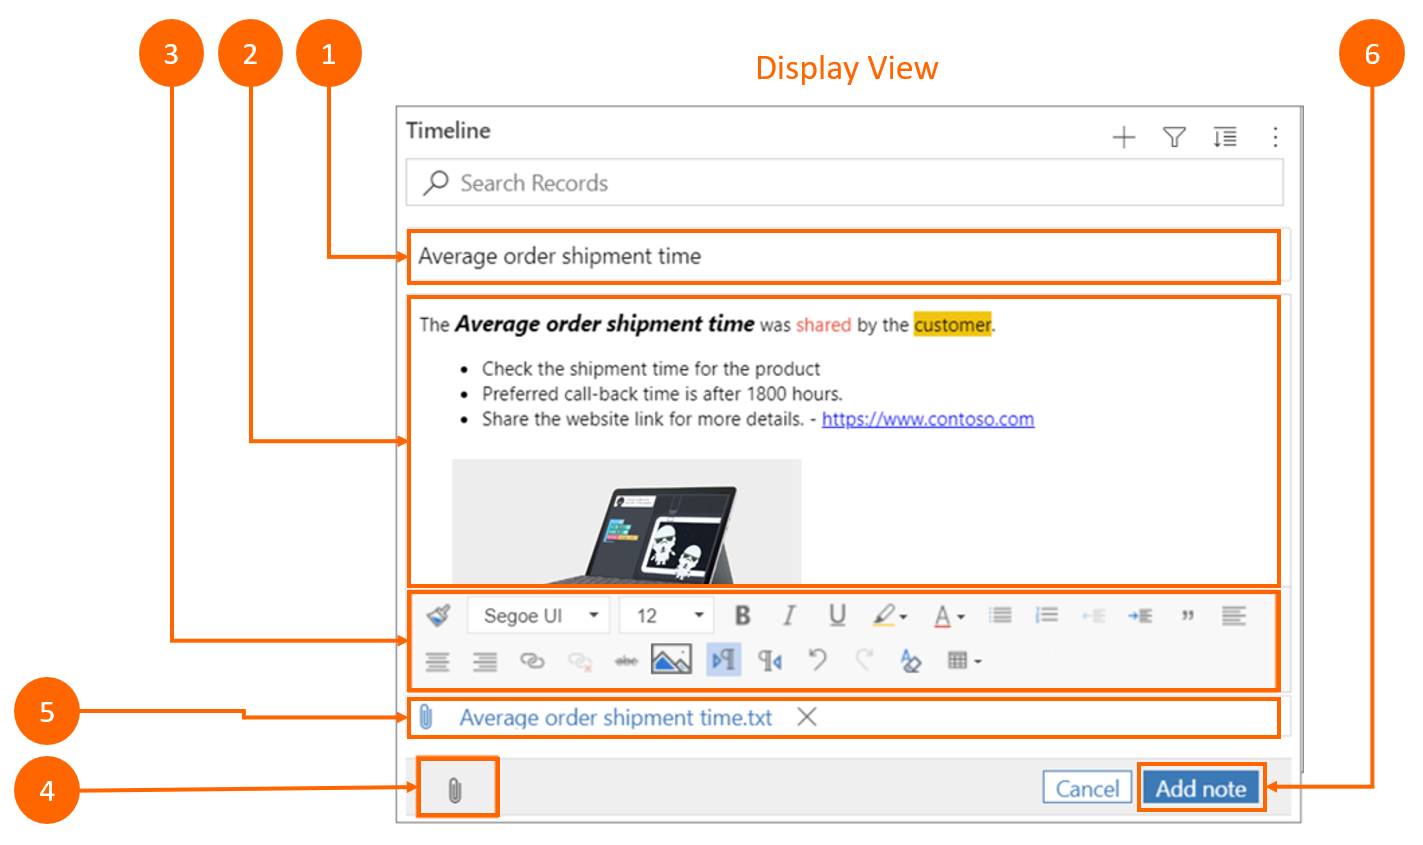 3 2 1 6
Display View
Timeline
Search Records
Average order shipment time
The Average order shipment time was shared by the customer.
• Check the shipment time for the product
• Preferred call-back time is after 1800 hours.
• Share the website link for more details. - https://www.contoso.com
Segoe UI 12 B I U A ”
abc
5 Average order shipment time.txt
4 Cancel Add note